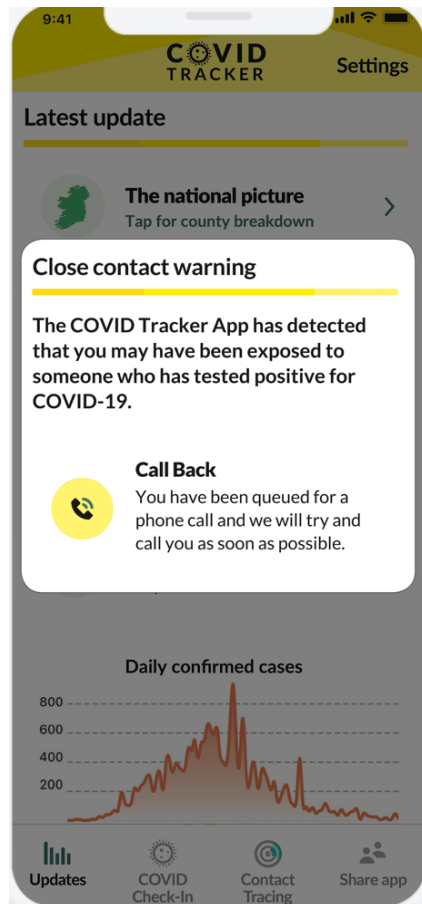 9:41
COVID
TRACKER
Settings
Latest update
The national picture
Tap for county breakdown
Close contact warning
The COVID Tracker App has detected
that you may have been exposed to
someone who has tested positive for
COVID-19.
Call Back
You have been queued for a
phone call and we will try and
call you as soon as possible.
Daily confirmed cases
800
600
400
200
Updates
COVID
Check-In
Contact
Tracing
Share app